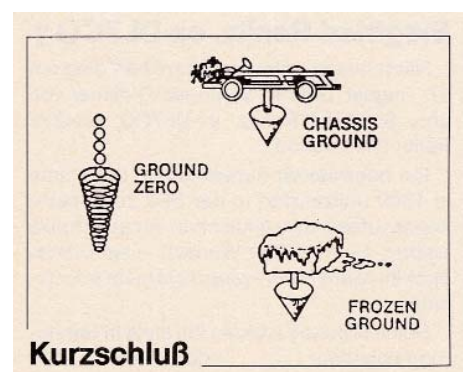 CHASSIS
GROUND
GROUND
ZERO
FROZEN
GROUND
Kurzschluß